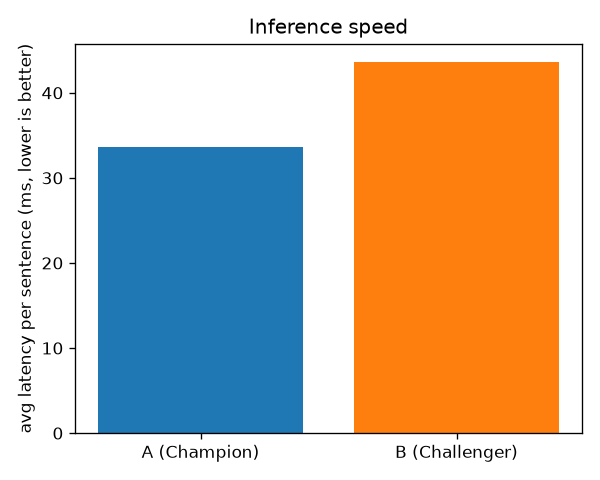 Inference speed
avg latency per sentence (ms, lower is better)
40
30
20
10
0
A (Champion)
B (Challenger)